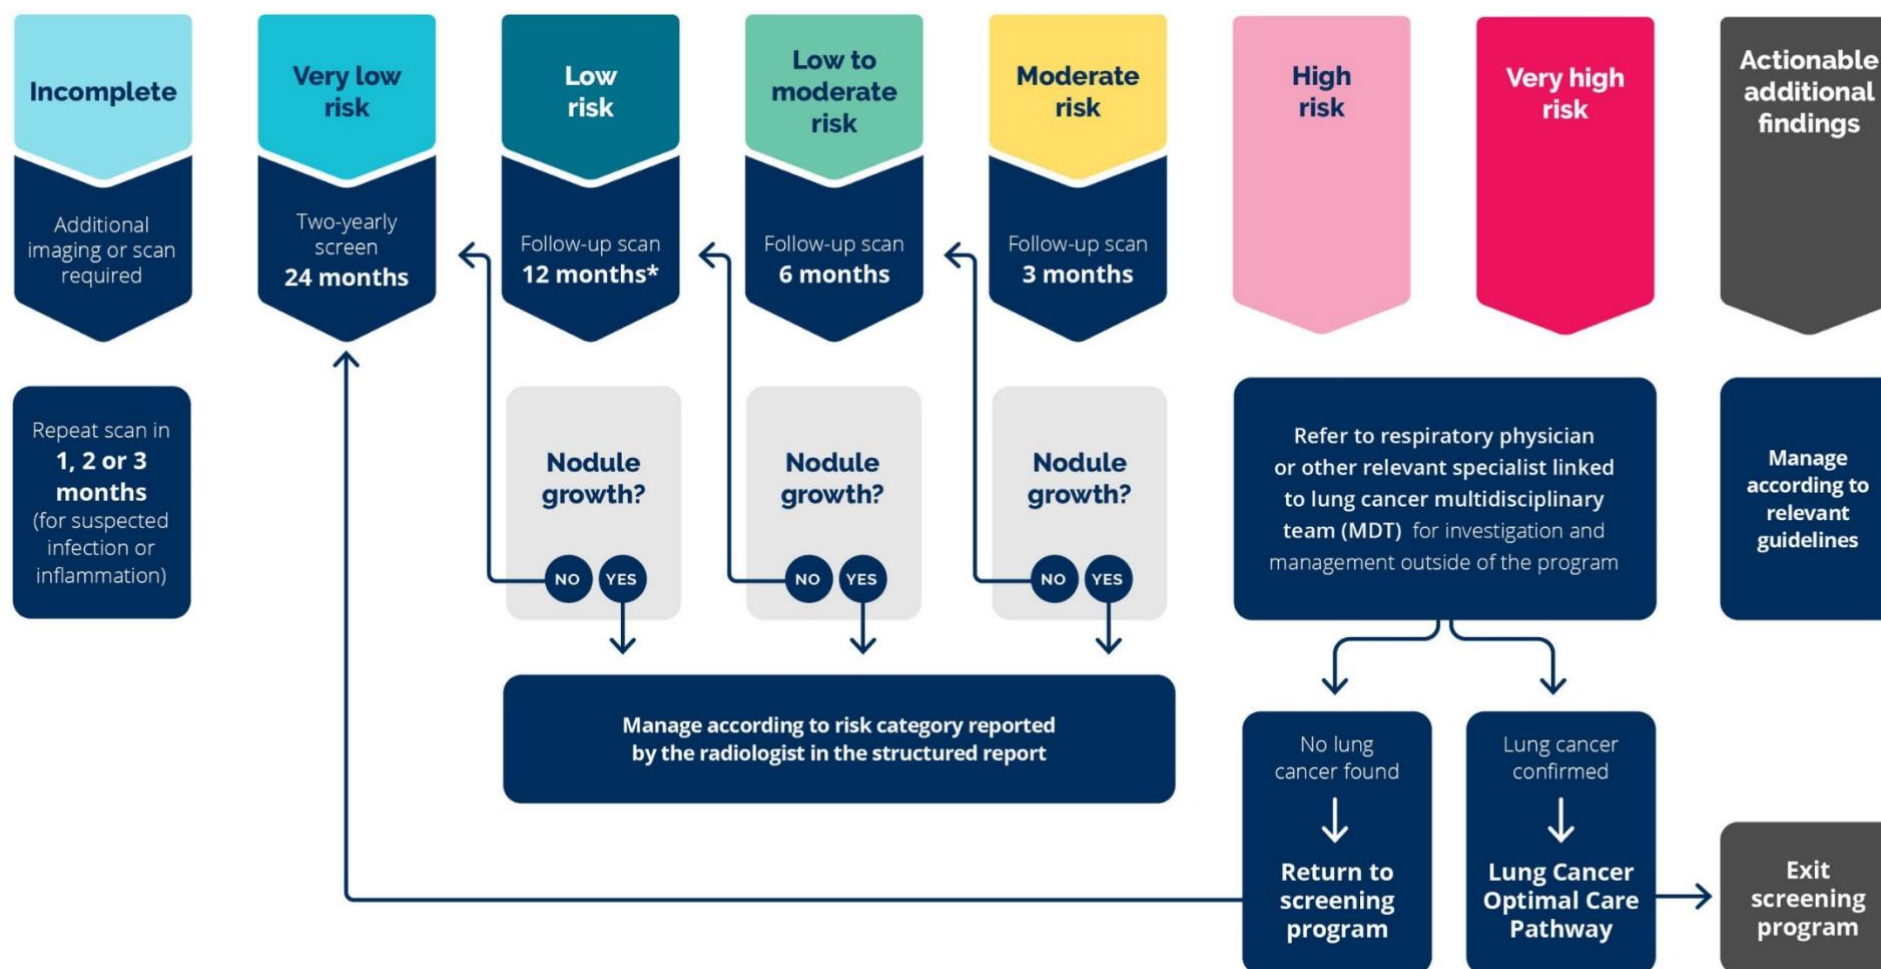 Incomplete
Additional
imaging or scan
required
Repeat scan in
1, 2 or 3
months
(for suspected
infection or
inflammation)
Very low
risk
Two-yearly
screen
24 months
Low
risk
Follow-up scan
12 months*
Nodule
growth?
NO YES
Low to
moderate
risk
Follow-up scan
6 months
Nodule
growth?
NO YES
Moderate
risk
Follow-up scan
3 months
Nodule
growth?
NO YES
Manage according to risk category reported
by the radiologist in the structured report
High
risk
Very high
risk
Refer to respiratory physician
or other relevant specialist linked
to lung cancer multidisciplinary
team (MDT) for investigation and
management outside of the program
No lung
cancer found
Return to
screening
program
Lung cancer
confirmed
Lung Cancer
Optimal Care
Pathway
Actionable
additional
findings
Manage
according to
relevant
guidelines
Exit
screening
program